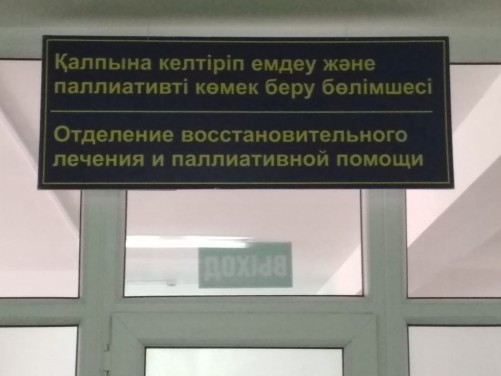 Қалпына келтіріп емдеу және
паллиативті көмек беру бөлімшесі
Отделение восстановительного
лечения и паллиативной помощи
ВЫХОД